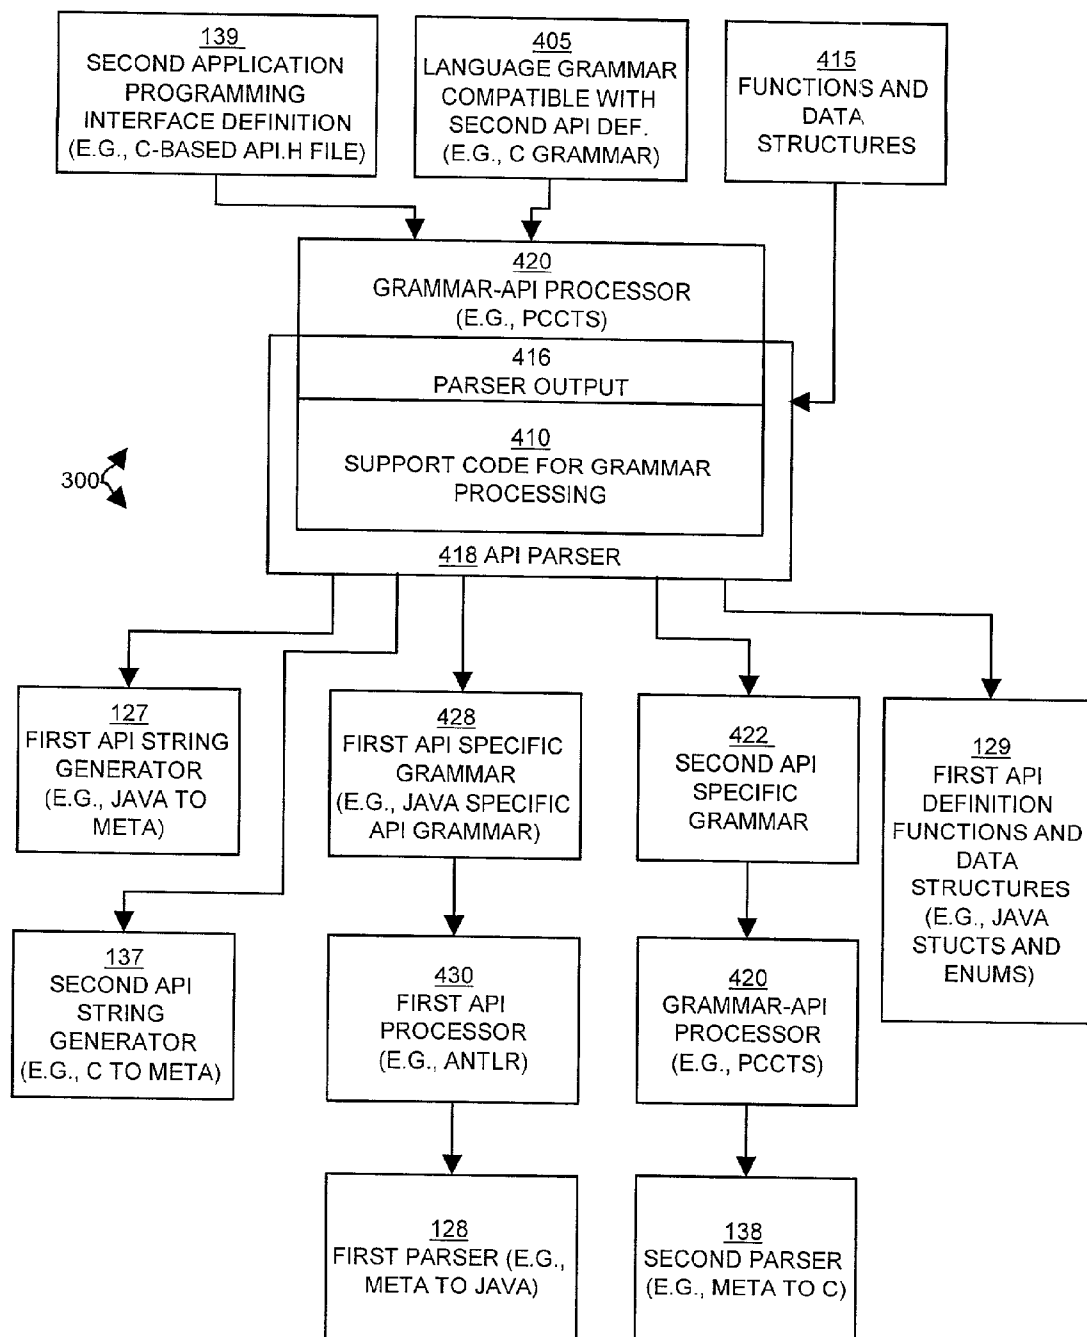 139
SECOND APPLICATION
PROGRAMMING
INTERFACE DEFINITION
(E.G., C-BASED API.H FILE)
405
LANGUAGE GRAMMAR
COMPATIBLE WITH
SECOND API DEF.
(E.G., C GRAMMAR)
415
FUNCTIONS AND
DATA
STRUCTURES
420
GRAMMAR-API PROCESSOR
(E.G., PCCTS)
416
PARSER OUTPUT
410
SUPPORT CODE FOR GRAMMAR
PROCESSING
418 API PARSER
300
127
FIRST API STRING
GENERATOR
(E.G., JAVA TO
META)
428
FIRST API SPECIFIC
GRAMMAR
(E.G., JAVA SPECIFIC
API GRAMMAR)
422
SECOND API
SPECIFIC
GRAMMAR
129
FIRST API
DEFINITION
FUNCTIONS AND
DATA
STRUCTURES
(E.G., JAVA
STUCTS AND
ENUMS)
137
SECOND API
STRING
GENERATOR
(E.G., C TO META)
430
FIRST API
PROCESSOR
(E.G., ANTLR)
420
GRAMMAR-API
PROCESSOR
(E.G., PCCTS)
128
FIRST PARSER (E.G.,
META TO JAVA)
138
SECOND PARSER
(E.G., META TO C)